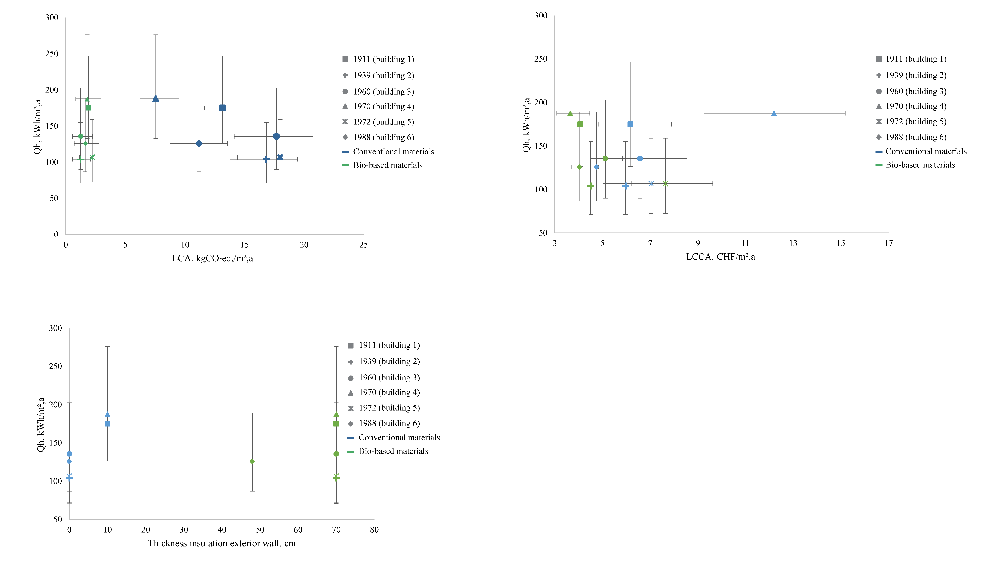 300
250
200
150
100
50
0
Qh, kWh/m²,a
0 5 10 15 20 25
LCA, kgCO₂eq./m²,a
1911 (building 1)
1939 (building 2)
1960 (building 3)
1970 (building 4)
1972 (building 5)
1988 (building 6)
Conventional materials
Bio-based materials
300
250
200
150
100
50
Qh, kWh/m²,a
3 5 7 9 11 13 15 17
LCCA, CHF/m²,a
1911 (building 1)
1939 (building 2)
1960 (building 3)
1970 (building 4)
1972 (building 5)
1988 (building 6)
Conventional materials
Bio-based materials
300
250
200
150
100
50
Qh, kWh/m²,a
0 10 20 30 40 50 60 70 80
Thickness insulation exterior wall, cm
1911 (building 1)
1939 (building 2)
1960 (building 3)
1970 (building 4)
1972 (building 5)
1988 (building 6)
Conventional materials
Bio-based materials